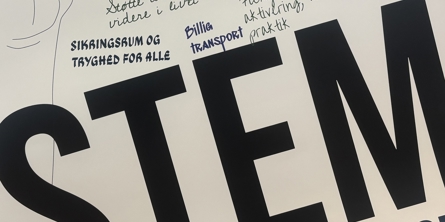 Støtte
videre i livet
SIKRINGSRUM OG
TRYGHED FOR ALLE
Billig
TRANSPORT
aktivering,
praktik
STEM